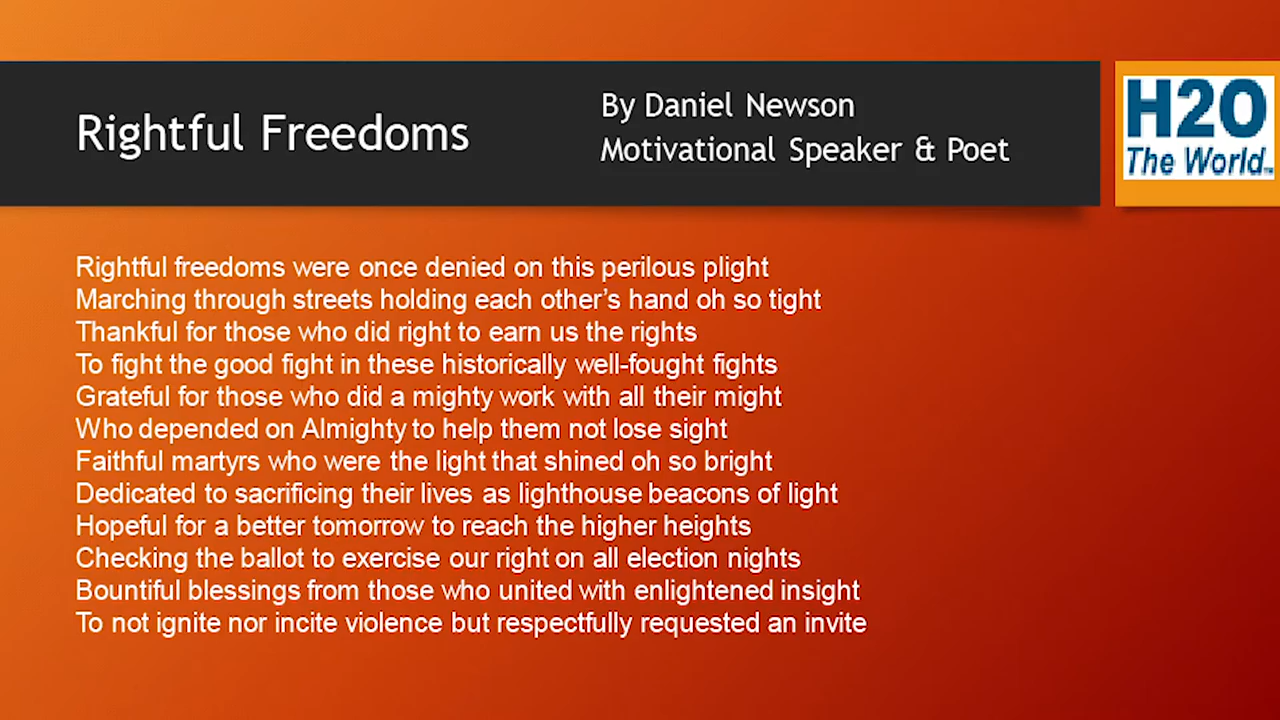 Rightful Freedoms
By Daniel Newson
Motivational Speaker & Poet
H2O
The World™
Rightful freedoms were once denied on this perilous plight
Marching through streets holding each other's hand oh so tight
Thankful for those who did right to earn us the rights
To fight the good fight in these historically well-fought fights
Grateful for those who did a mighty work with all their might
Who depended on Almighty to help them not lose sight
Faithful martyrs who were the light that shined oh so bright
Dedicated to sacrificing their lives as lighthouse beacons of light
Hopeful for a better tomorrow to reach the higher heights
Checking the ballot to exercise our right on all election nights
Bountiful blessings from those who united with enlightened insight
To not ignite nor incite violence but respectfully requested an invite